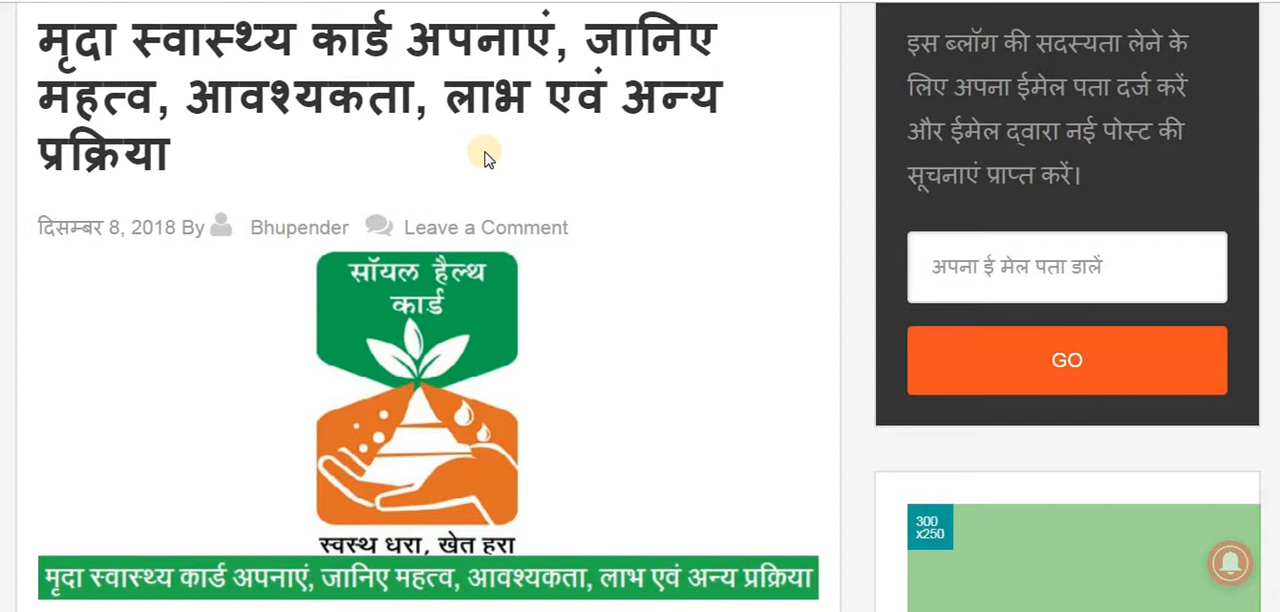 मृदा स्वास्थ्य कार्ड अपनाएं, जानिए
महत्व, आवश्यकता, लाभ एवं अन्य
प्रक्रिया
दिसम्बर 8, 2018 By Bhupender Leave a Comment
सॉयल हैल्थ
कार्ड
स्वस्थ धरा, खेत हरा
मृदा स्वास्थ्य कार्ड अपनाएं, जानिए महत्व, आवश्यकता, लाभ एवं अन्य प्रक्रिया
इस ब्लॉग की सदस्यता लेने के
लिए अपना ईमेल पता दर्ज करें
और ईमेल द्वारा नई पोस्ट की
सूचनाएं प्राप्त करें।
अपना ई मेल पता डालें
GO
300
x250